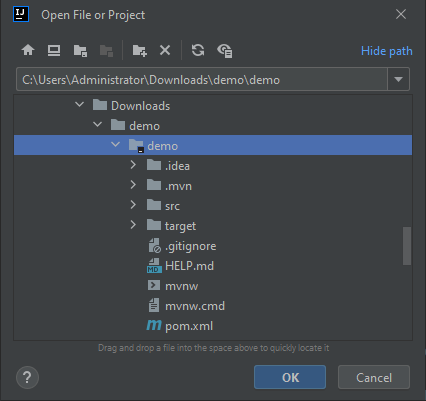 IJ Open File or Project
Hide path
C:\Users\Administrator\Downloads\demo\demo
Downloads
demo
demo
.idea
.mvn
src
target
.gitignore
MD HELP.md
mvnw
mvnw.cmd
m pom.xml
Drag and drop a file into the space above to quickly locate it
? OK Cancel